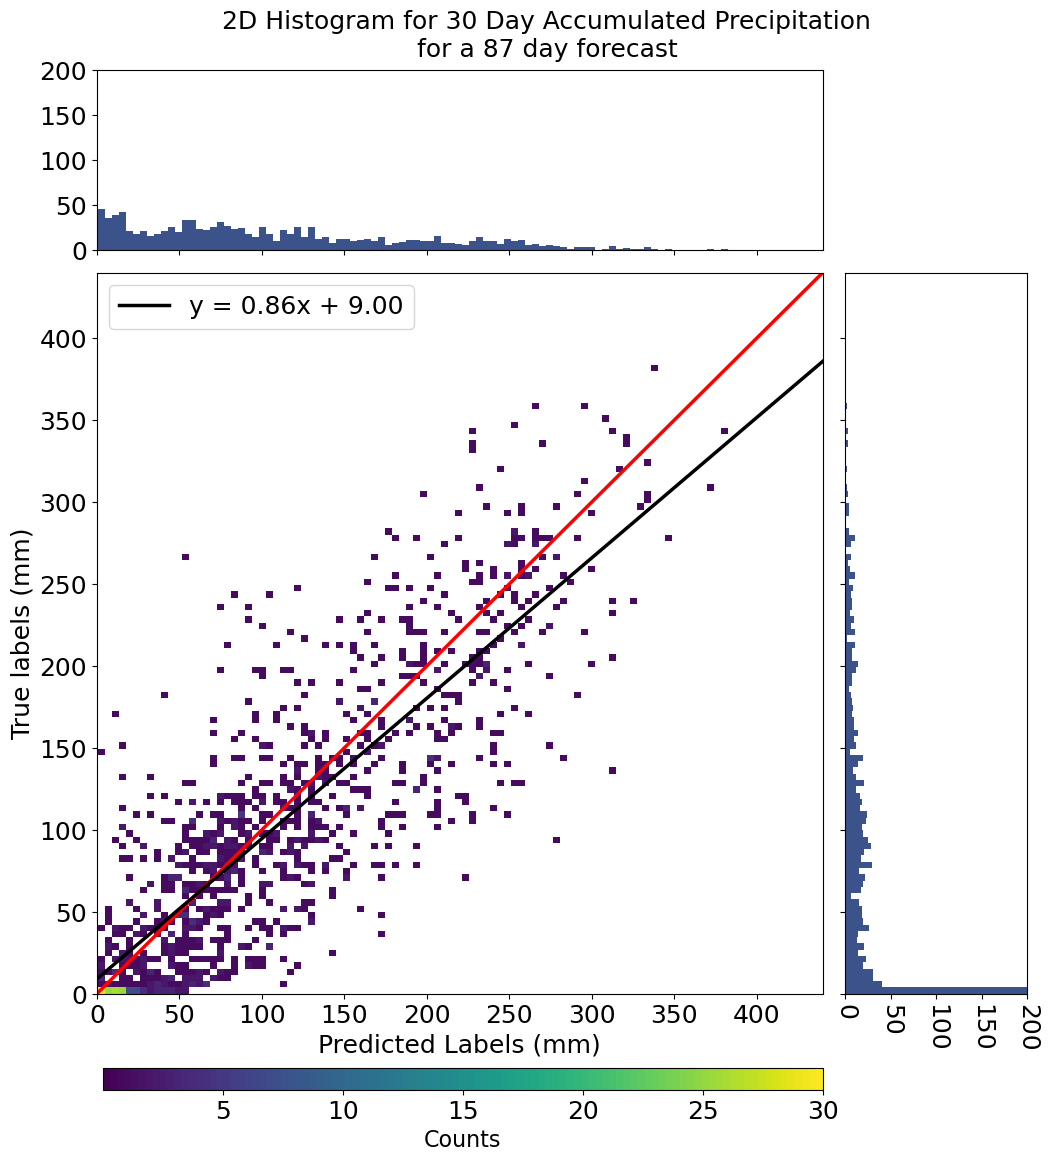 2D Histogram for 30 Day Accumulated Precipitation
for a 87 day forecast
200
150
100
50
0
y = 0.86x + 9.00
400
350
300
250
200
150
100
50
0
True labels (mm)
0 50 100 150 200 250 300 350 400
Predicted Labels (mm)
0 50 100 150 200
5 10 15 20 25 30
Counts